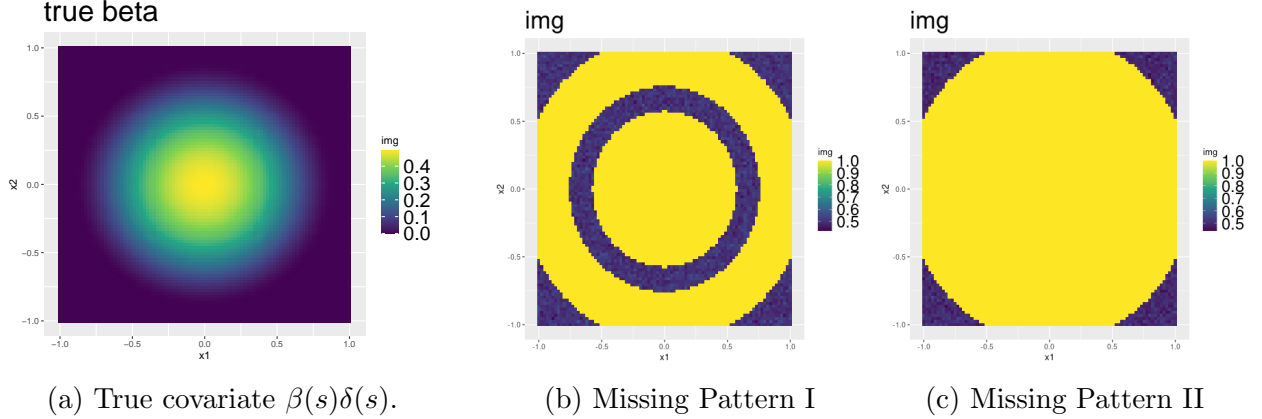 true beta
1.0
0.5
0.0
−0.5
−1.0
x2
−1.0 −0.5 0.0 0.5 1.0
x1
img
0.4
0.3
0.2
0.1
0.0
(a) True covariate β(s)δ(s).
img
1.0
0.5
0.0
−0.5
−1.0
x2
−1.0 −0.5 0.0 0.5 1.0
x1
img
1.0
0.9
0.8
0.7
0.6
0.5
(b) Missing Pattern I
img
1.0
0.5
0.0
−0.5
−1.0
x2
−1.0 −0.5 0.0 0.5 1.0
x1
img
1.0
0.9
0.8
0.7
0.6
0.5
(c) Missing Pattern II